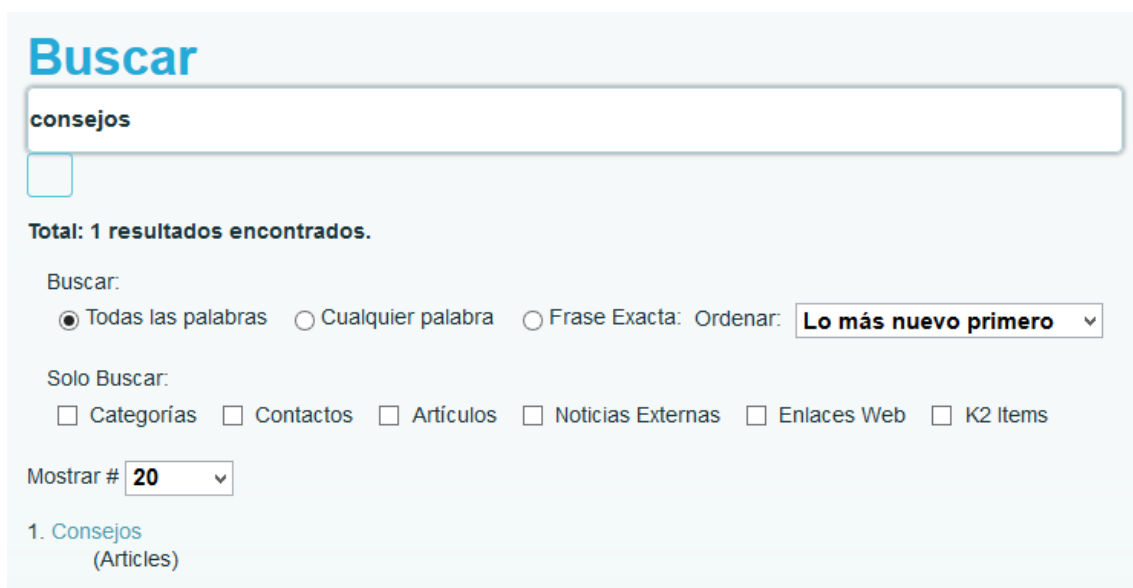 Buscar
consejos
Total: 1 resultados encontrados.
Buscar:
Todas las palabras Cualquier palabra Frase Exacta: Ordenar: Lo más nuevo primero
Solo Buscar:
Categorías Contactos Artículos Noticias Externas Enlaces Web K2 Items
Mostrar # 20
1. Consejos
(Articles)